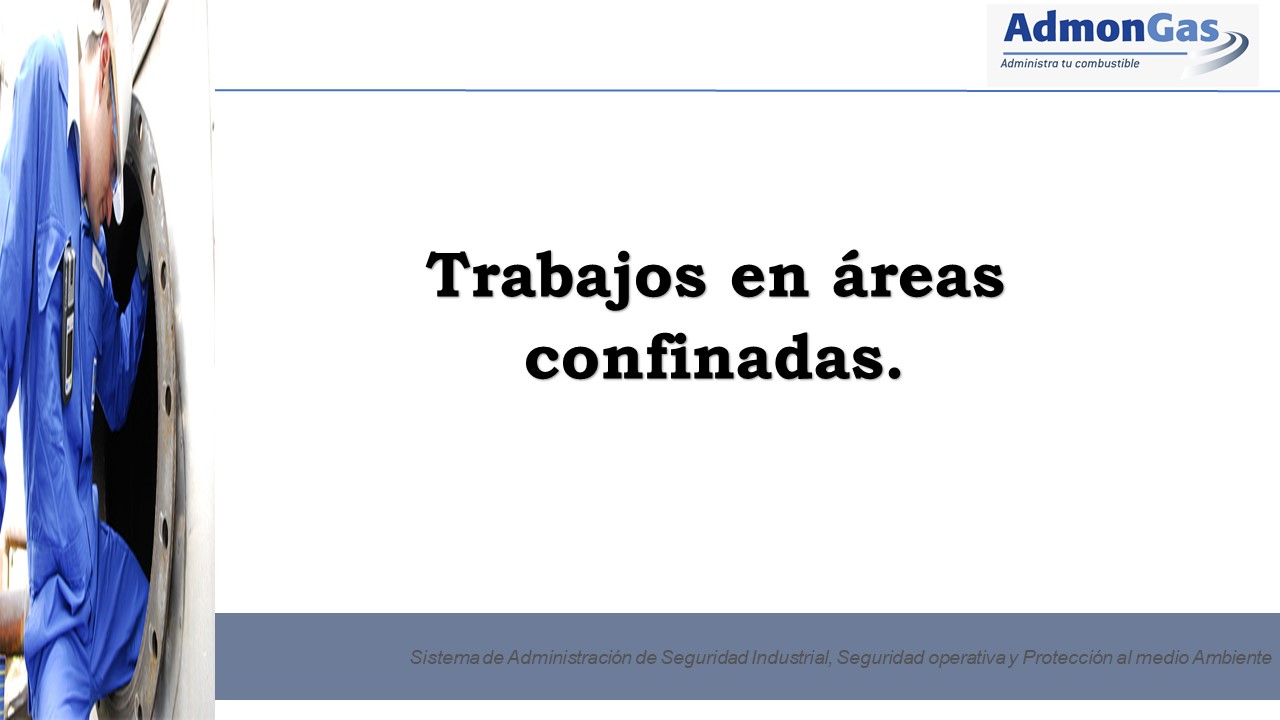 AdmonGas
Administra tu combustible
Trabajos en áreas
confinadas.
Sistema de Administración de Seguridad Industrial, Seguridad operativa y Protección al medio Ambiente